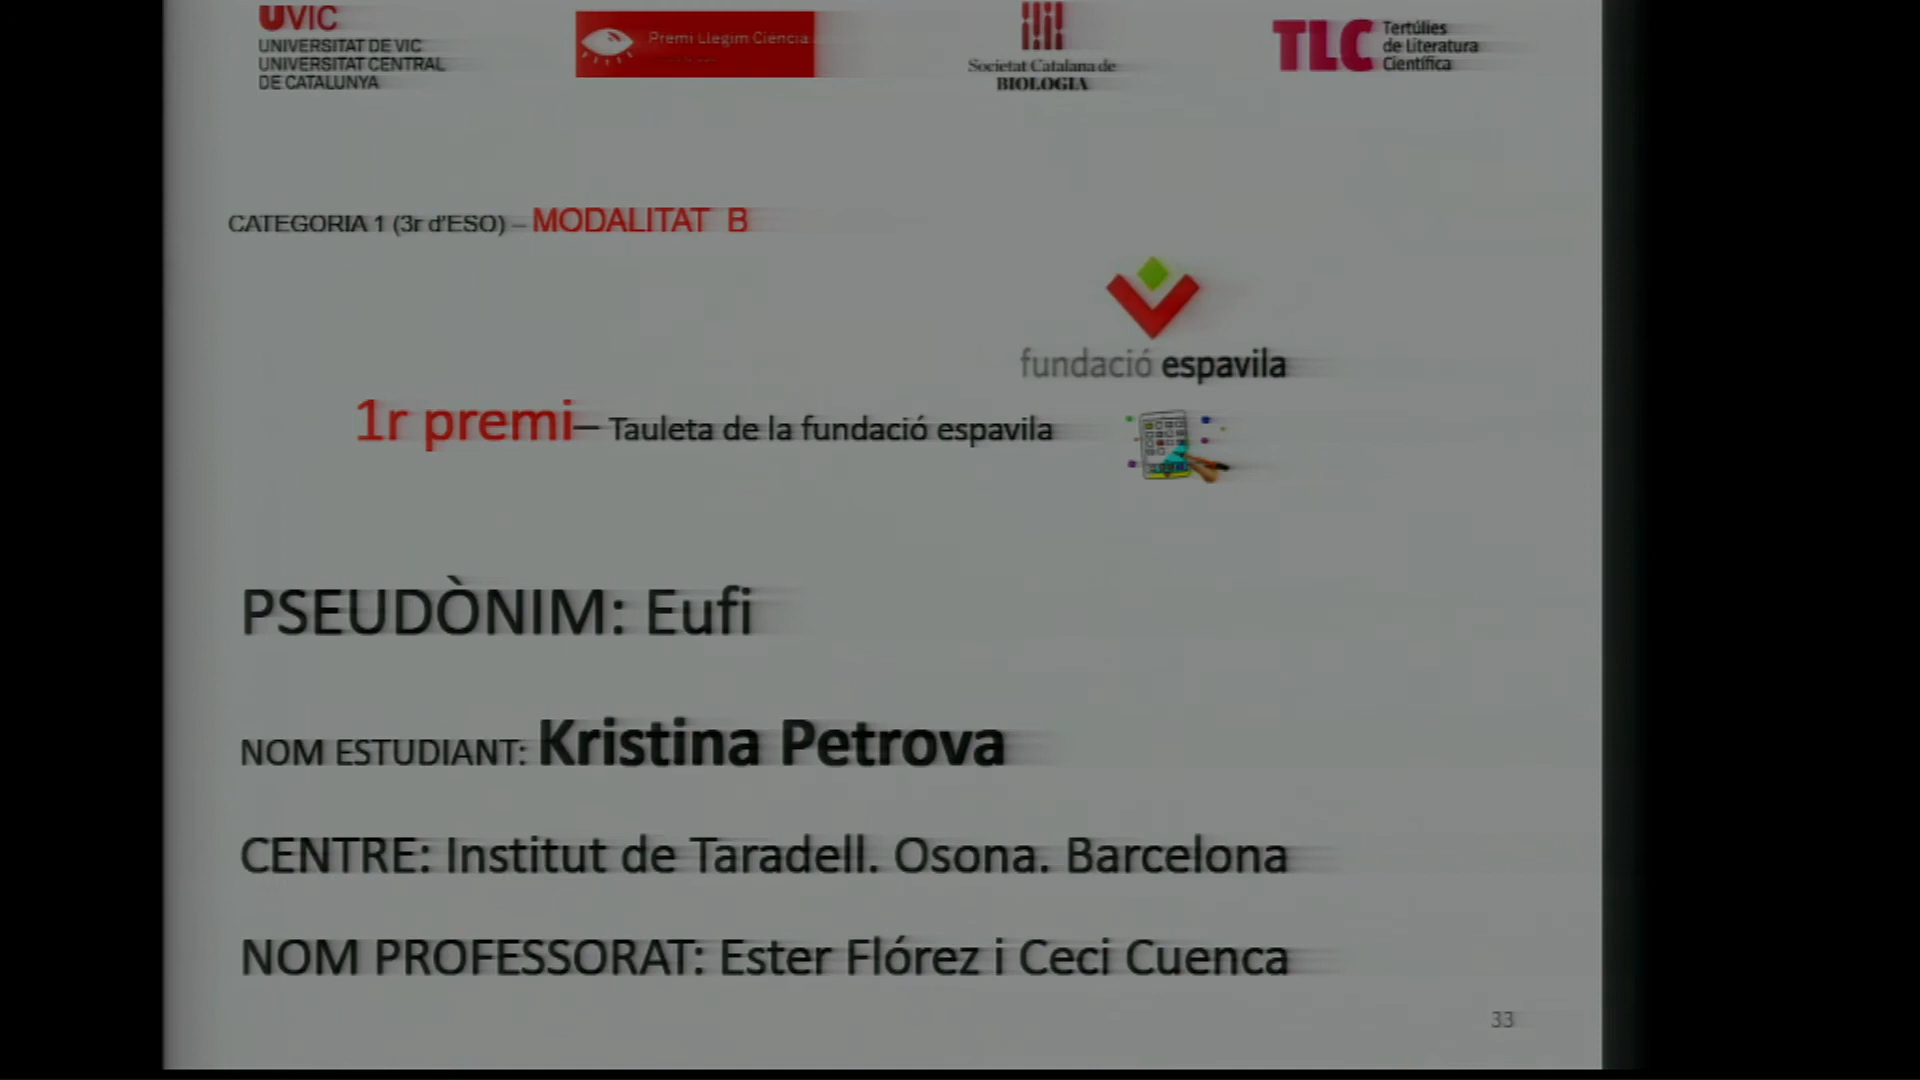 UVIC
UNIVERSITAT DE VIC
UNIVERSITAT CENTRAL
DE CATALUNYA
Premi Llegim Ciència
Societat Catalana de
BIOLOGIA
TLC
Tertúlies
de Literatura
Científica
CATEGORIA 1 (3r d'ESO) – MODALITAT B
fundació espavila
1r premi– Tauleta de la fundació espavila
PSEUDÒNIM: Eufi
NOM ESTUDIANT: Kristina Petrova
CENTRE: Institut de Taradell. Osona. Barcelona
NOM PROFESSORAT: Ester Flórez i Ceci Cuenca
33